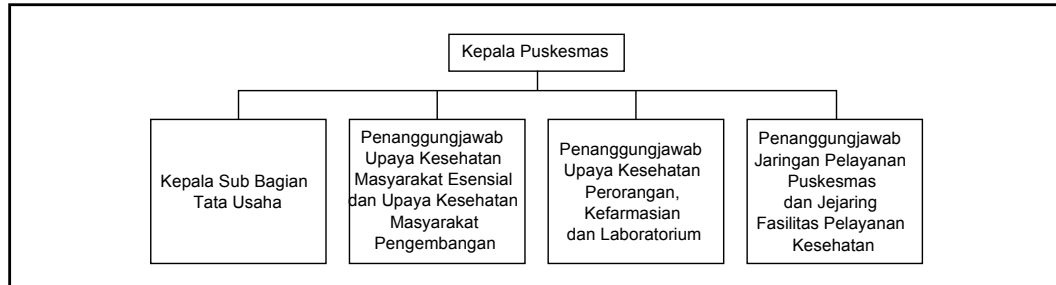 Kepala Puskesmas
Kepala Sub Bagian
Tata Usaha
Penanggungjawab
Upaya Kesehatan
Masyarakat Esensial
dan Upaya Kesehatan
Masyarakat
Pengembangan
Penanggungjawab
Upaya Kesehatan
Perorangan,
Kefarmasian
dan Laboratorium
Penanggungjawab
Jaringan Pelayanan
Puskesmas
dan Jejaring
Fasilitas Pelayanan
Kesehatan